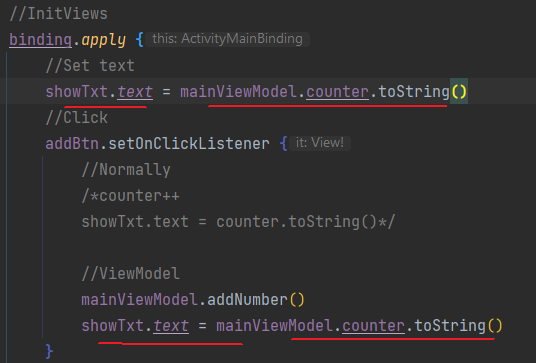 //InitViews
binding.apply { this: ActivityMainBinding
//Set text
showTxt.text = mainViewModel.counter.toString()
//Click
addBtn.setOnClickListener { it: View!
//Normally
/*counter++
showTxt.text = counter.toString()*/
//ViewModel
mainViewModel.addNumber()
showTxt.text = mainViewModel.counter.toString()
}